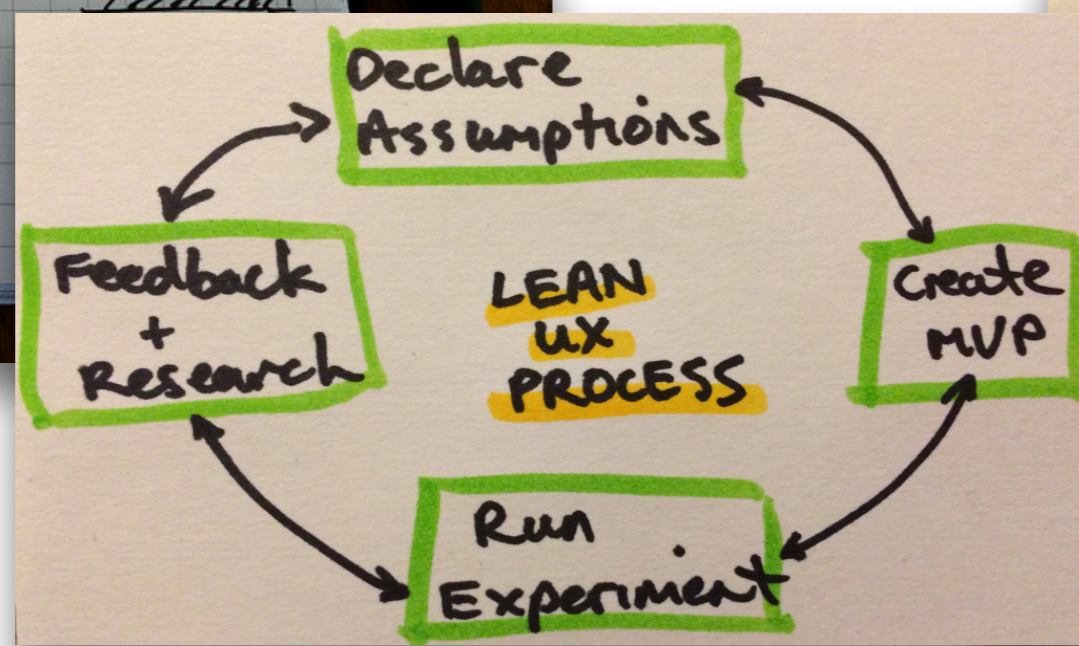 Declare
Assumptions
Feedback
+
Research
LEAN
UX
PROCESS
Create
MVP
Run
Experiment